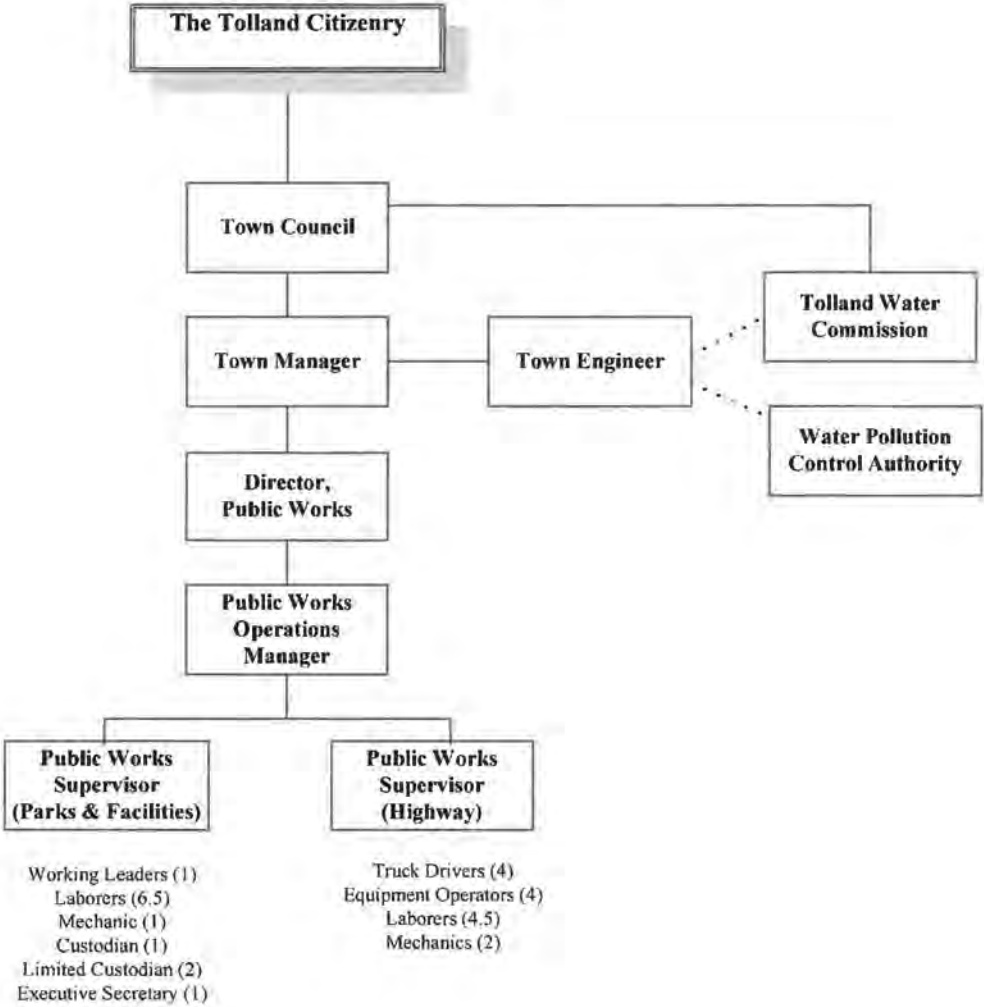 The Tolland Citizenry
Town Council
Tolland Water
Commission
Town Manager
Town Engineer
Water Pollution
Control Authority
Director,
Public Works
Public Works
Operations
Manager
Public Works
Supervisor
(Parks & Facilities)
Public Works
Supervisor
(Highway)
Working Leaders (1)
Laborers (6.5)
Mechanic (1)
Custodian (1)
Limited Custodian (2)
Executive Secretary (1)
Truck Drivers (4)
Equipment Operators (4)
Laborers (4.5)
Mechanics (2)